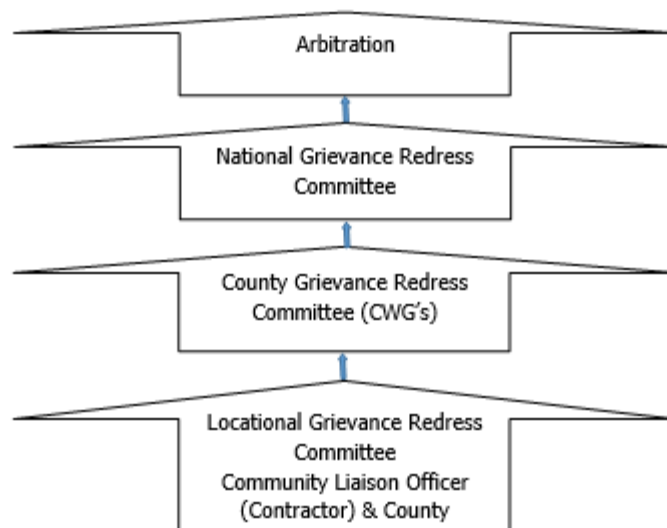 Arbitration
National Grievance Redress
Committee
County Grievance Redress
Committee (CWG's)
Locational Grievance Redress
Committee
Community Liaison Officer
(Contractor) & County